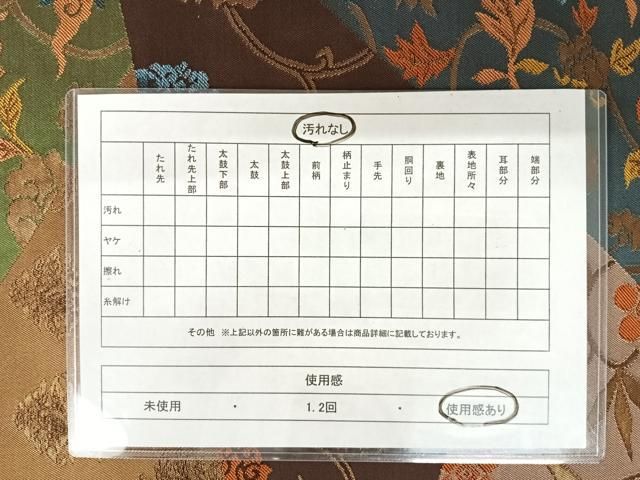 汚れなし
たれ先 たれ先上部 太鼓下部 太鼓 太鼓上部 前柄 柄止まり 手先 胴回り 裏地 表地所々 耳部分 端部分
汚れ
ヤケ
擦れ
糸解け
その他 ※上記以外の箇所に難がある場合は商品詳細に記載しております。
使用感
未使用 ・ 1.2回 ・ 使用感あり